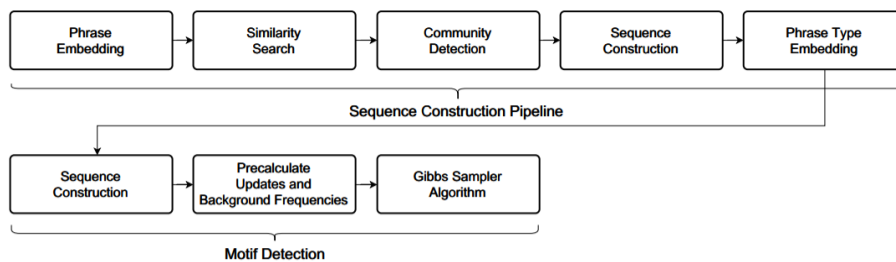 Phrase
Embedding
Similarity
Search
Community
Detection
Sequence
Construction
Phrase Type
Embedding
Sequence Construction Pipeline
Sequence
Construction
Precalculate
Updates and
Background Frequencies
Gibbs Sampler
Algorithm
Motif Detection